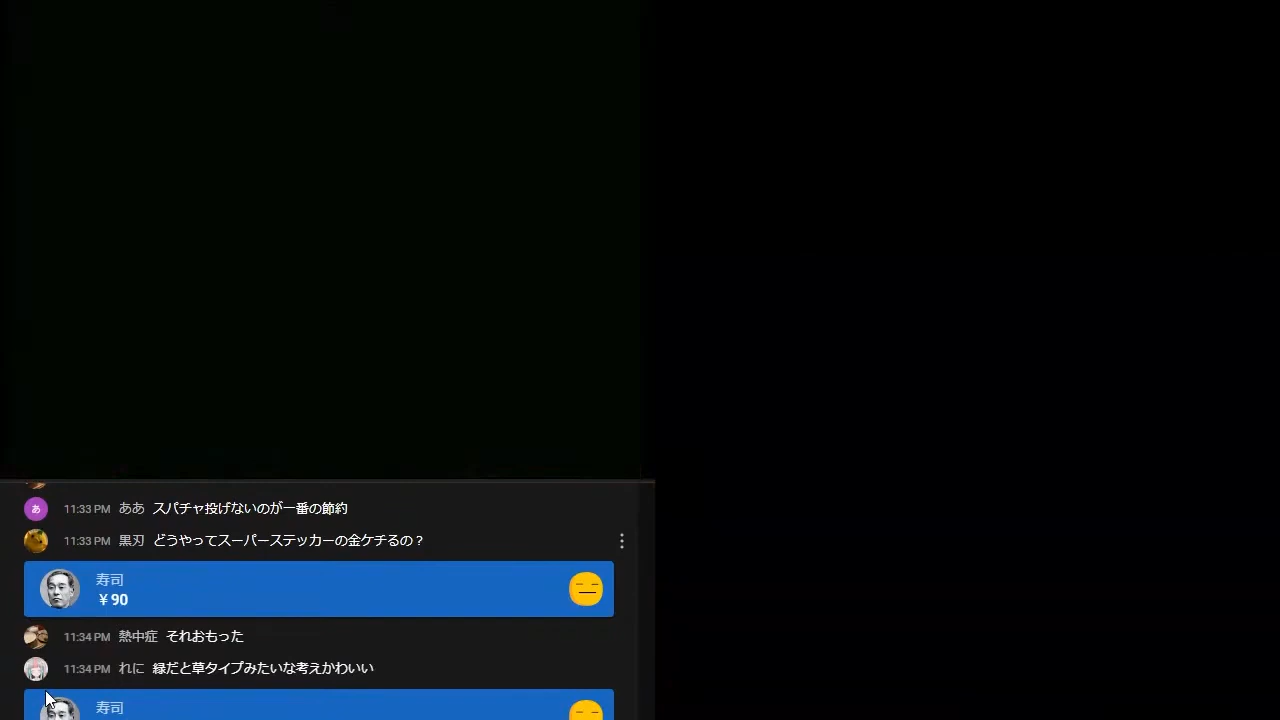 あ
11:33 PM ああ スパチャ投げないのが一番の節約
11:33 PM 黒刃 どうやってスーパーステッカーの金ケチるの？
寿司
￥90
11:34 PM 熱中症 それおもった
11:34 PM れに 緑だと草タイプみたいな考えかわいい
寿司